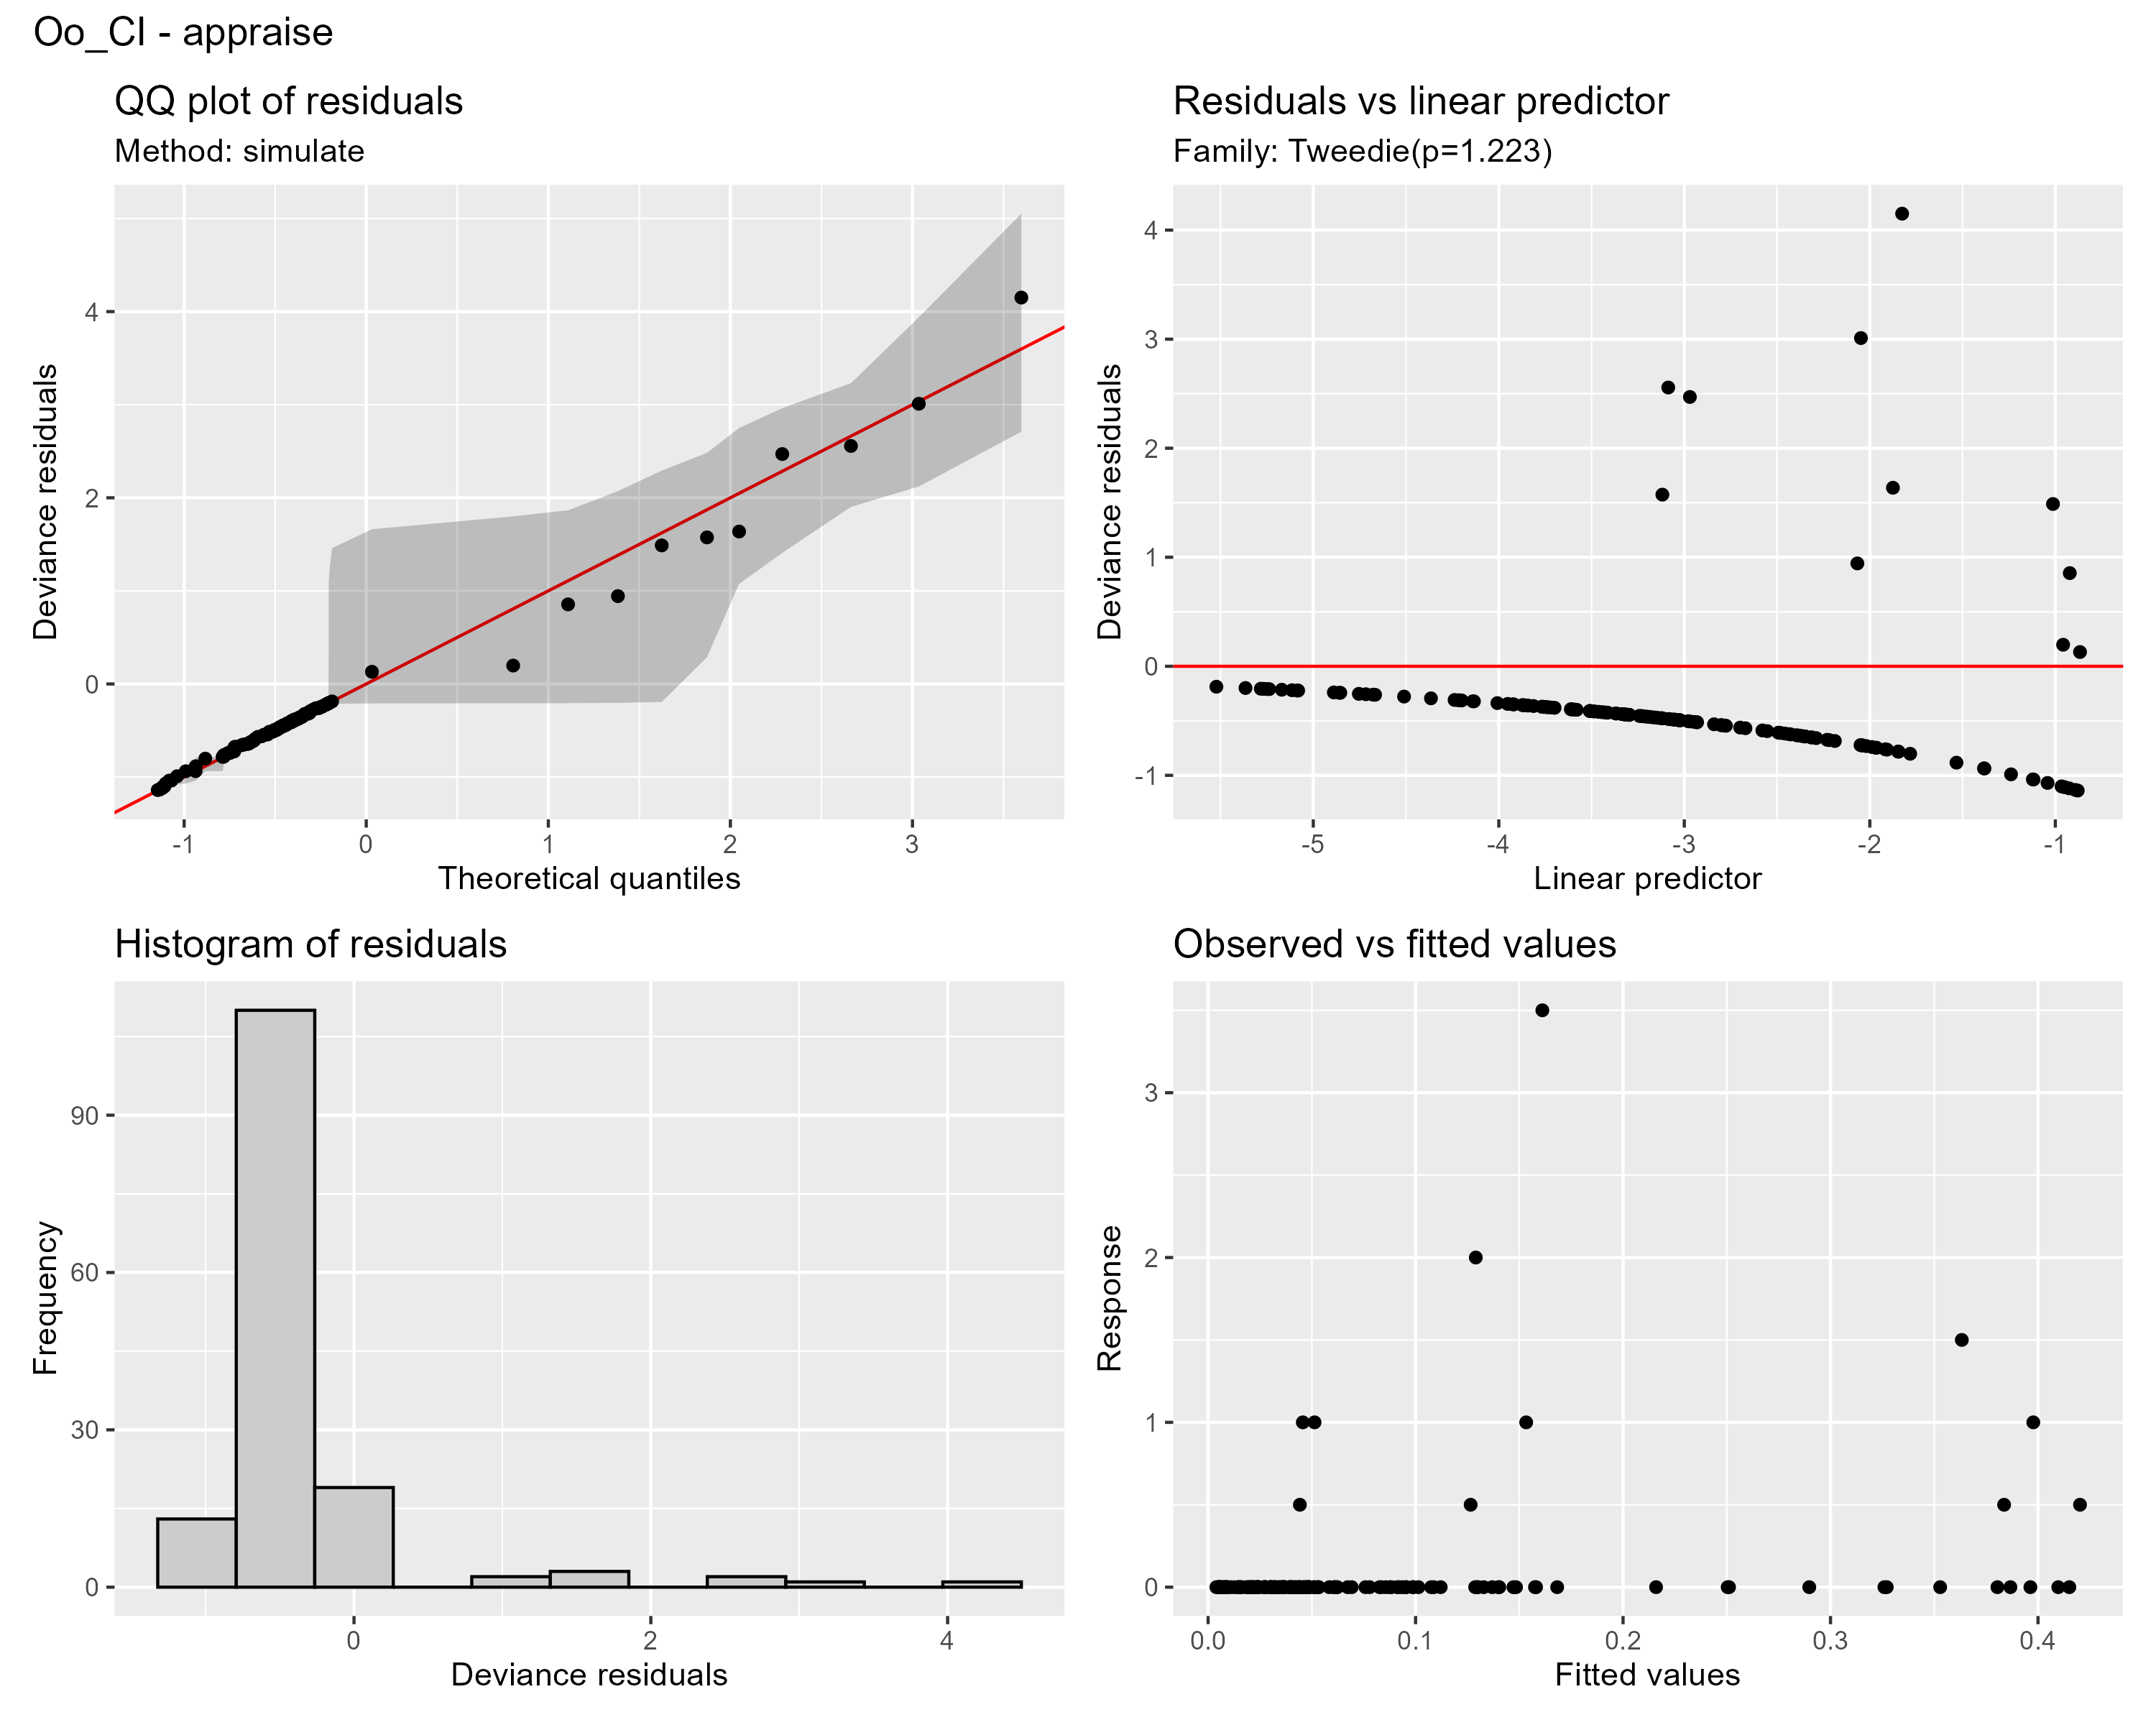 Oo_CI - appraise
QQ plot of residuals
Method: simulate
Deviance residuals
4
2
0
-1
0
1
2
3
Theoretical quantiles
Residuals vs linear predictor
Family: Tweedie(p=1.223)
Deviance residuals
4
3
2
1
0
-1
-5
-4
-3
-2
-1
Linear predictor
Histogram of residuals
Frequency
90
60
30
0
0
2
4
Deviance residuals
Observed vs fitted values
Response
3
2
1
0
0.0
0.1
0.2
0.3
0.4
Fitted values